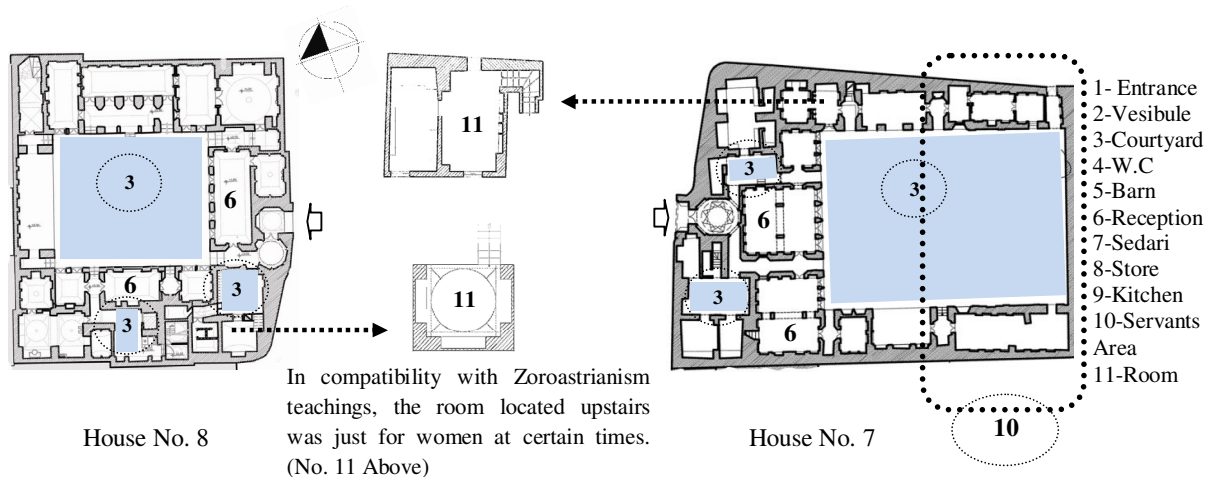 3
6
6
3
3
11
11
In compatibility with Zoroastrianism
teachings, the room located upstairs
was just for women at certain times.
(No. 11 Above)
House No. 8
3
6
3
3
6
10
House No. 7
1- Entrance
2-Vesibule
3-Courtyard
4-W.C
5-Barn
6-Reception
7-Sedari
8-Store
9-Kitchen
10-Servants
Area
11-Room